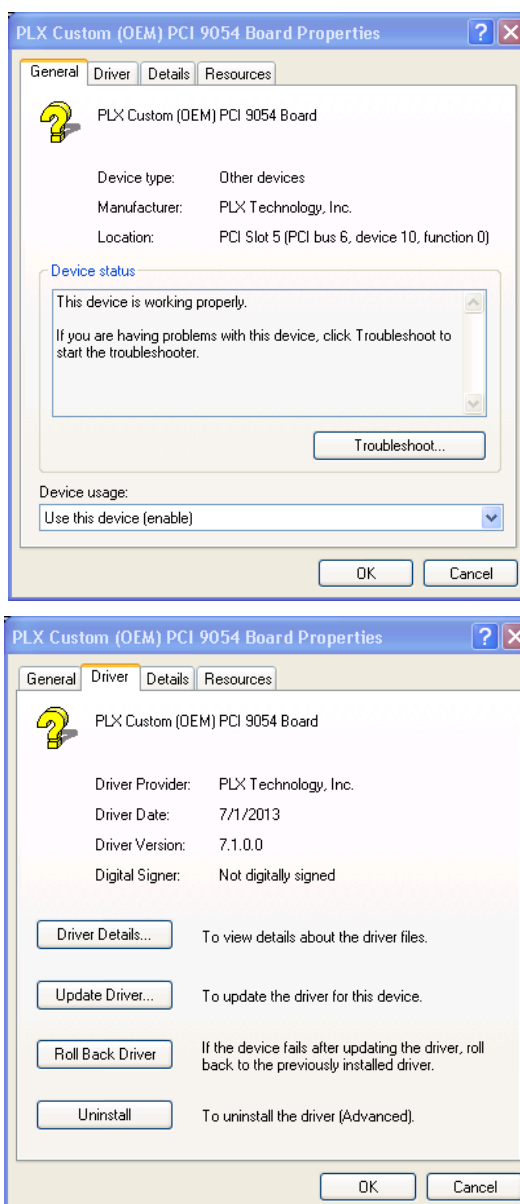 PLX Custom (OEM) PCI 9054 Board Properties
General Driver Details Resources
PLX Custom (OEM) PCI 9054 Board
Device type: Other devices
Manufacturer: PLX Technology, Inc.
Location: PCI Slot 5 (PCI bus 6, device 10, function 0)
Device status
This device is working properly.
If you are having problems with this device, click Troubleshoot to
start the troubleshooter.
Troubleshoot...
Device usage:
Use this device (enable)
OK Cancel
PLX Custom (OEM) PCI 9054 Board Properties
General Driver Details Resources
PLX Custom (OEM) PCI 9054 Board
Driver Provider: PLX Technology, Inc.
Driver Date: 7/1/2013
Driver Version: 7.1.0.0
Digital Signer: Not digitally signed
Driver Details... To view details about the driver files.
Update Driver... To update the driver for this device.
Roll Back Driver If the device fails after updating the driver, roll
back to the previously installed driver.
Uninstall To uninstall the driver (Advanced).
OK Cancel